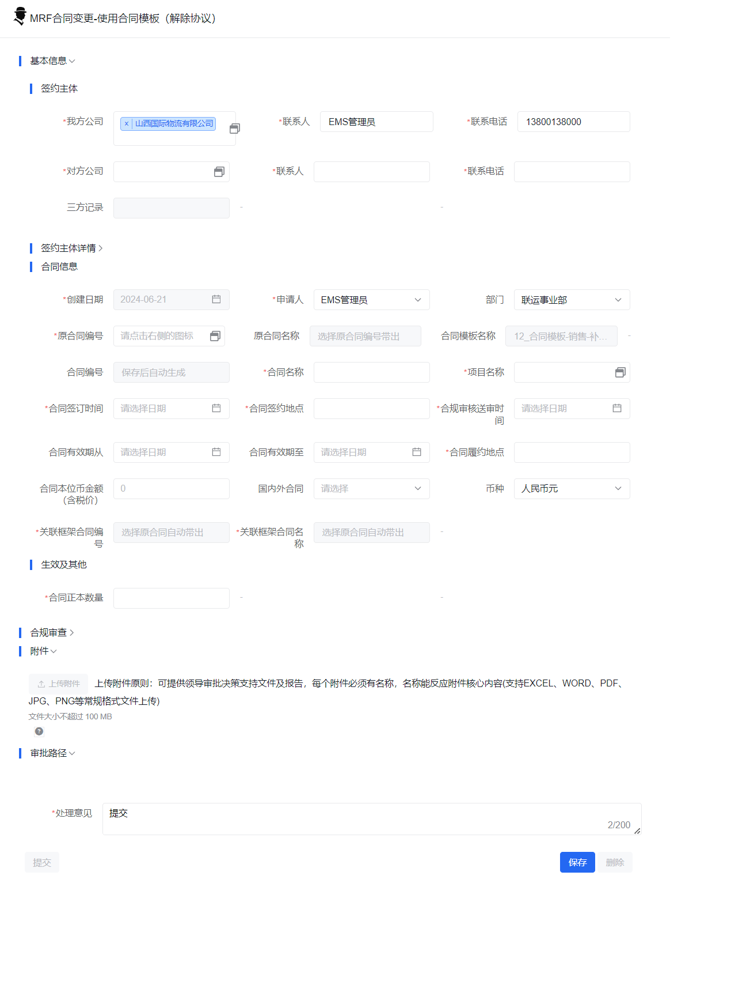 MRF合同变更-使用合同模板（解除协议）
基本信息
签约主体
*我方公司 × 山西国际物流有限公司 *联系人 EMS管理员 *联系电话 13800138000
*对方公司 *联系人 *联系电话
三方记录 - -
签约主体详情
合同信息
*创建日期 2024-06-21 *申请人 EMS管理员 部门 联运事业部
*原合同编号 请点击右侧的图标 原合同名称 选择原合同编号带出 合同模板名称 12_合同模板-销售-补... -
合同编号 保存后自动生成 *合同名称 *项目名称
*合同签订时间 请选择日期 *合同签约地点 *合规审核送审时间 请选择日期
合同有效期从 请选择日期 合同有效期至 请选择日期 *合同履约地点
合同本位币金额（含税价） 0 国内外合同 请选择 币种 人民币元
*关联框架合同编号 选择原合同自动带出 *关联框架合同名称 选择原合同自动带出 -
生效及其他
*合同正本数量 - -
合规审查
附件
上传附件 上传附件原则：可提供领导审批决策支持文件及报告，每个附件必须有名称，名称能反应附件核心内容(支持EXCEL、WORD、PDF、
JPG、PNG等常规格式文件上传)
文件大小不超过 100 MB
?
审批路径
*处理意见 提交
2/200
提交 保存 删除